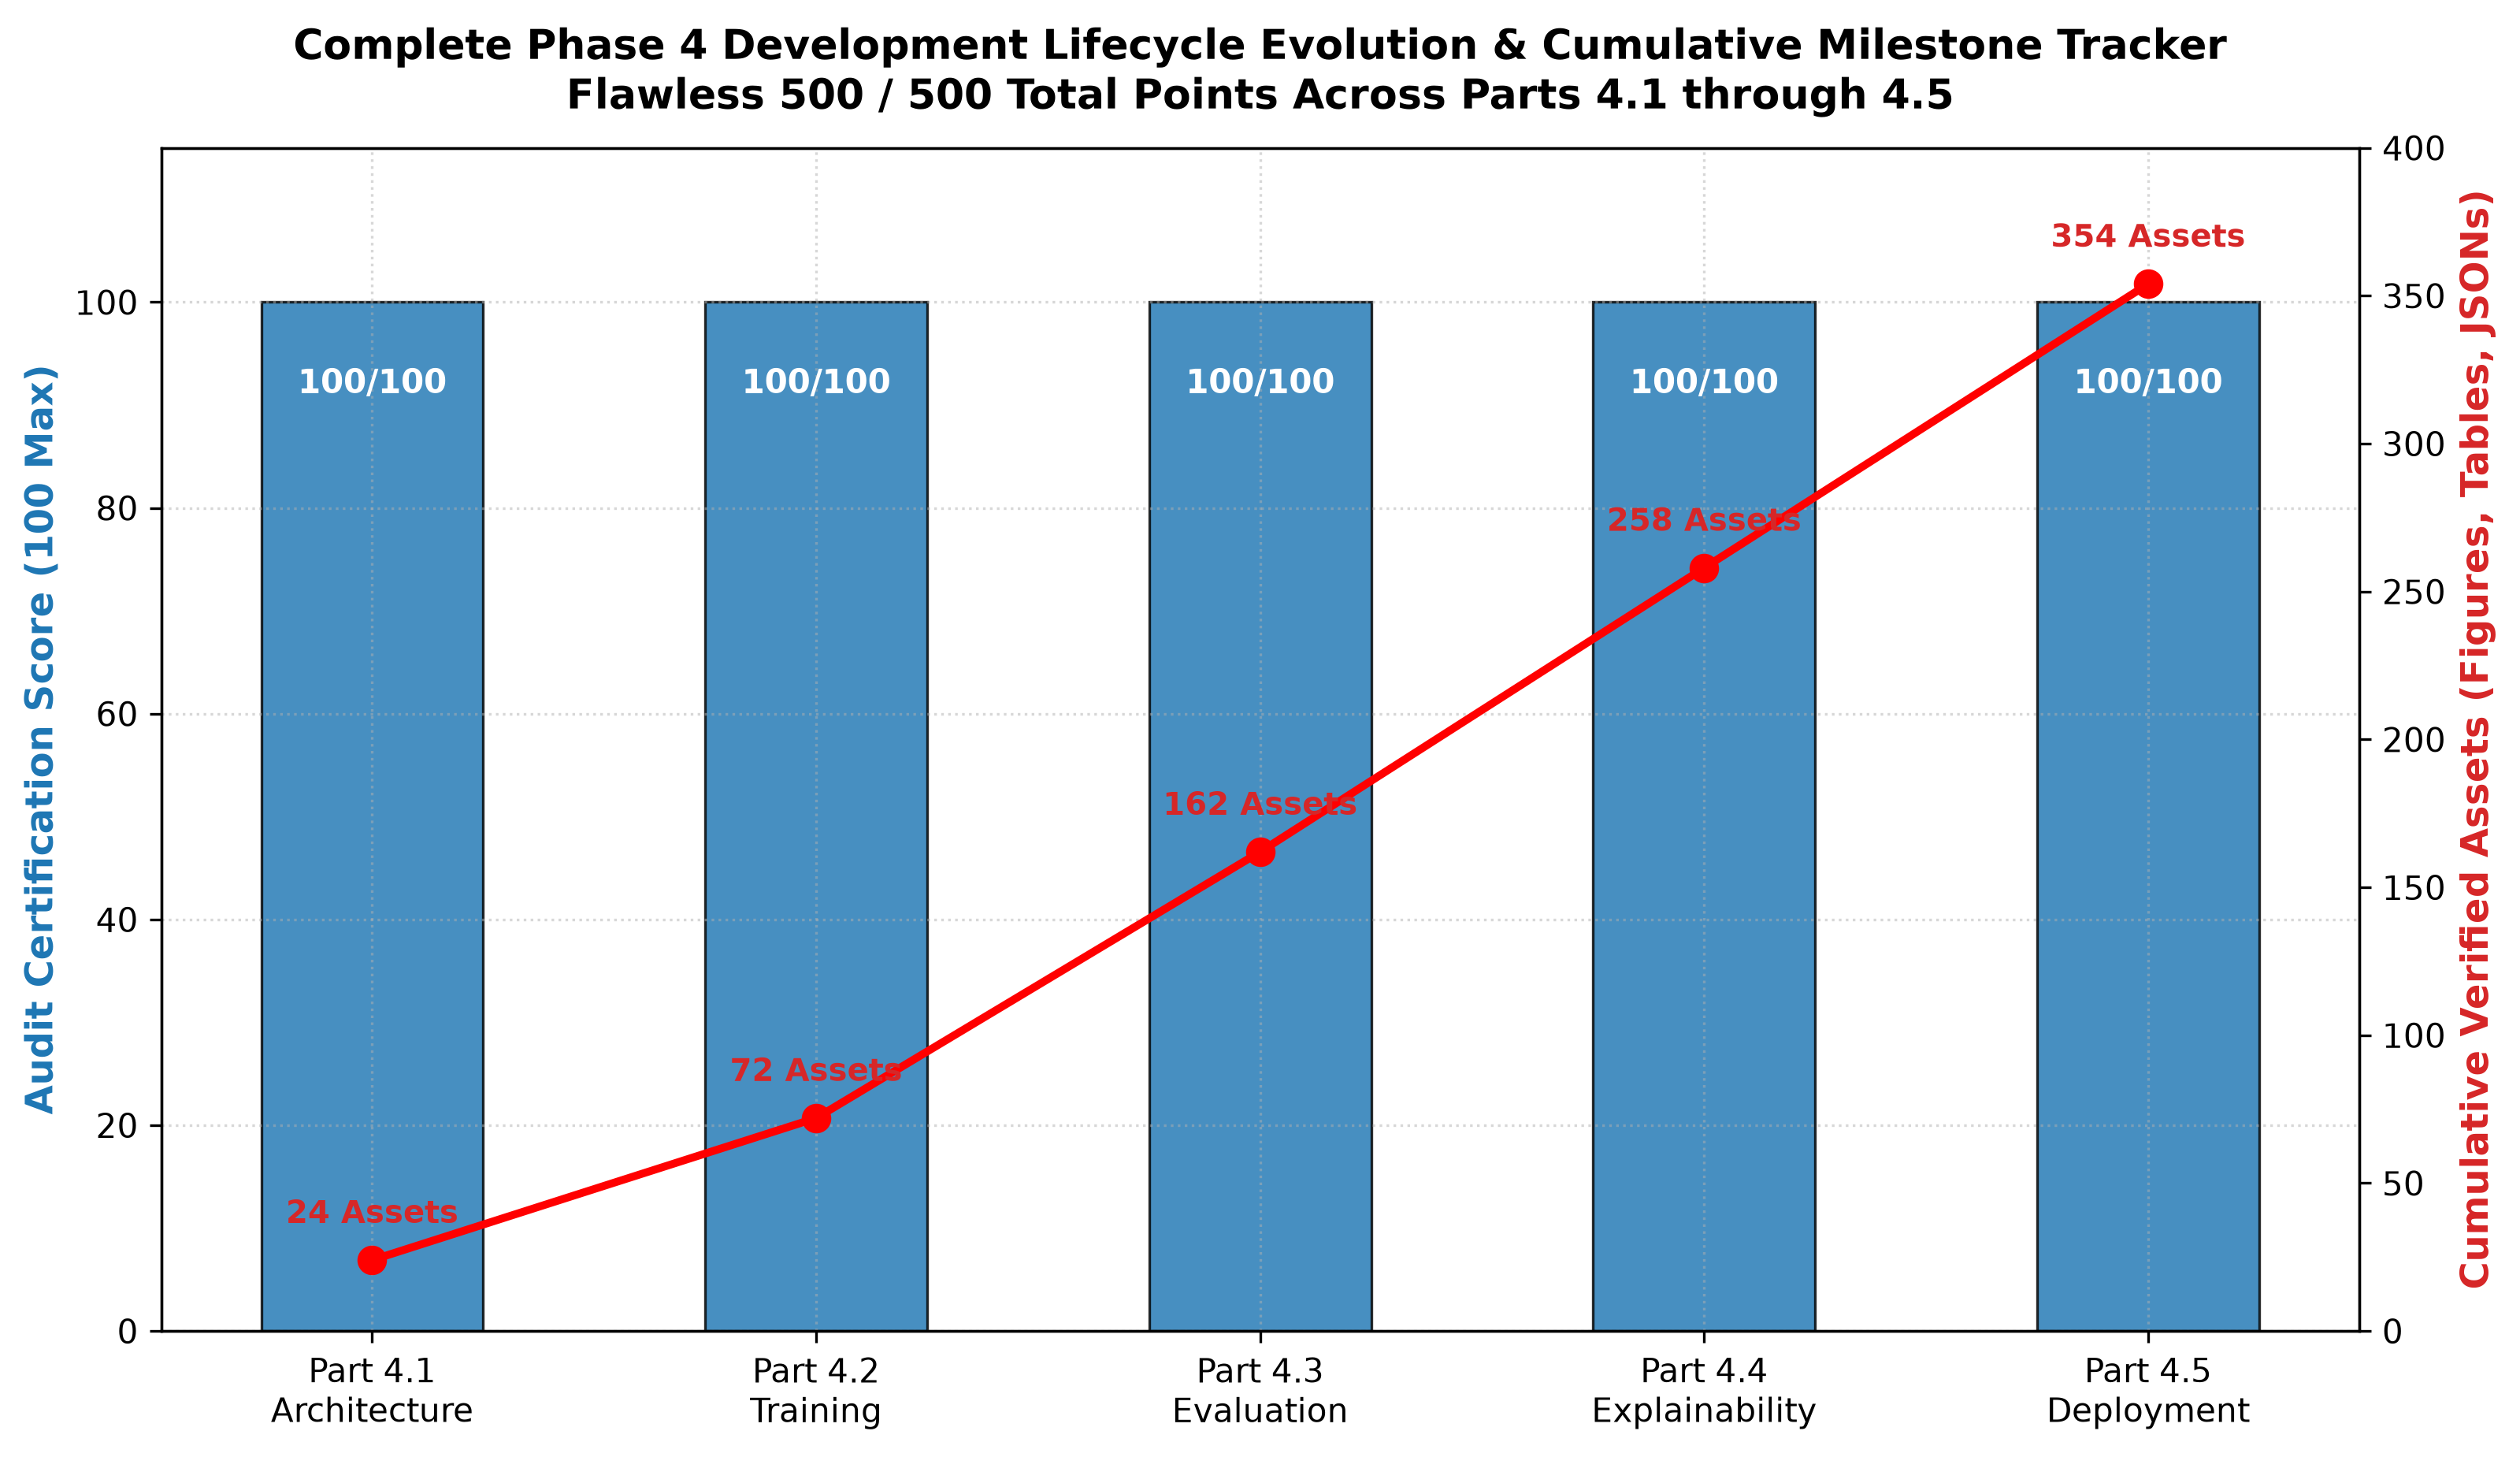 Complete Phase 4 Development Lifecycle Evolution & Cumulative Milestone Tracker
Flawless 500 / 500 Total Points Across Parts 4.1 through 4.5
Audit Certification Score (100 Max)
100
80
60
40
20
0
100/100
100/100
100/100
100/100
100/100
24 Assets
72 Assets
162 Assets
258 Assets
354 Assets
400
350
300
250
200
150
100
50
0
Cumulative Verified Assets (Figures, Tables, JSONs)
Part 4.1
Architecture
Part 4.2
Training
Part 4.3
Evaluation
Part 4.4
Explainability
Part 4.5
Deployment